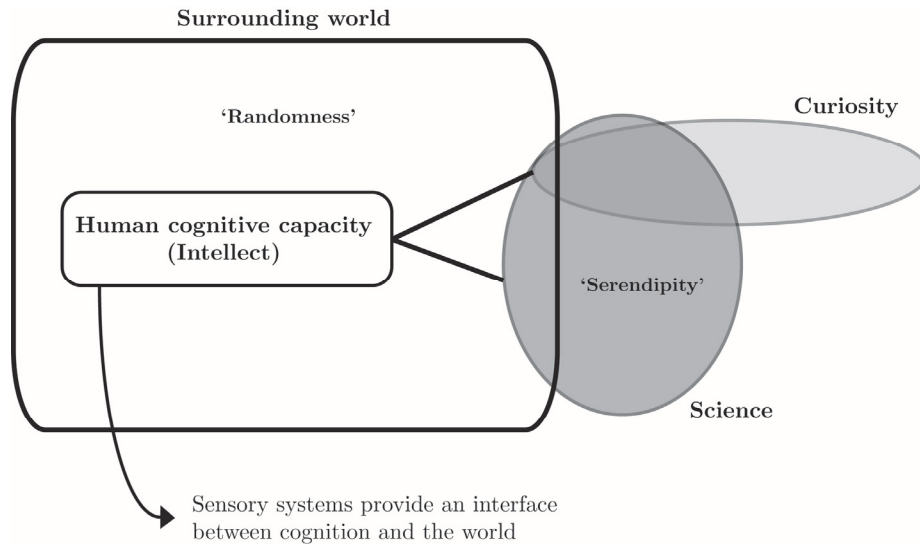 Surrounding world
‘Randomness’
Curiosity
Human cognitive capacity
(Intellect)
‘Serendipity’
Science
Sensory systems provide an interface
between cognition and the world